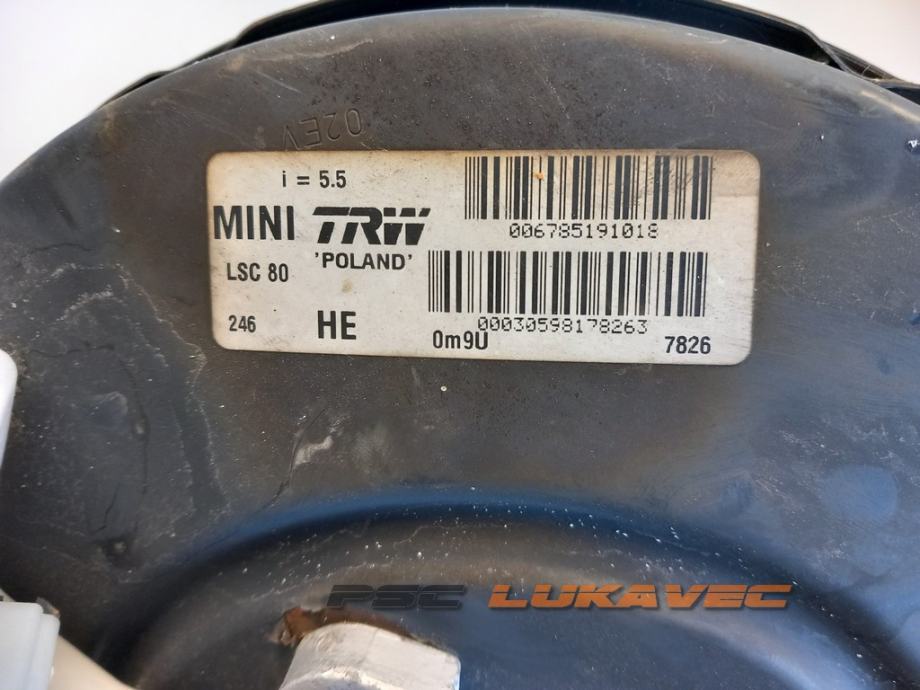 02EV
i = 5.5
MINI TRW
006785191018
LSC 80 'POLAND'
00030598178263
246 HE 0m9U 7826
PSC LUKAVEC